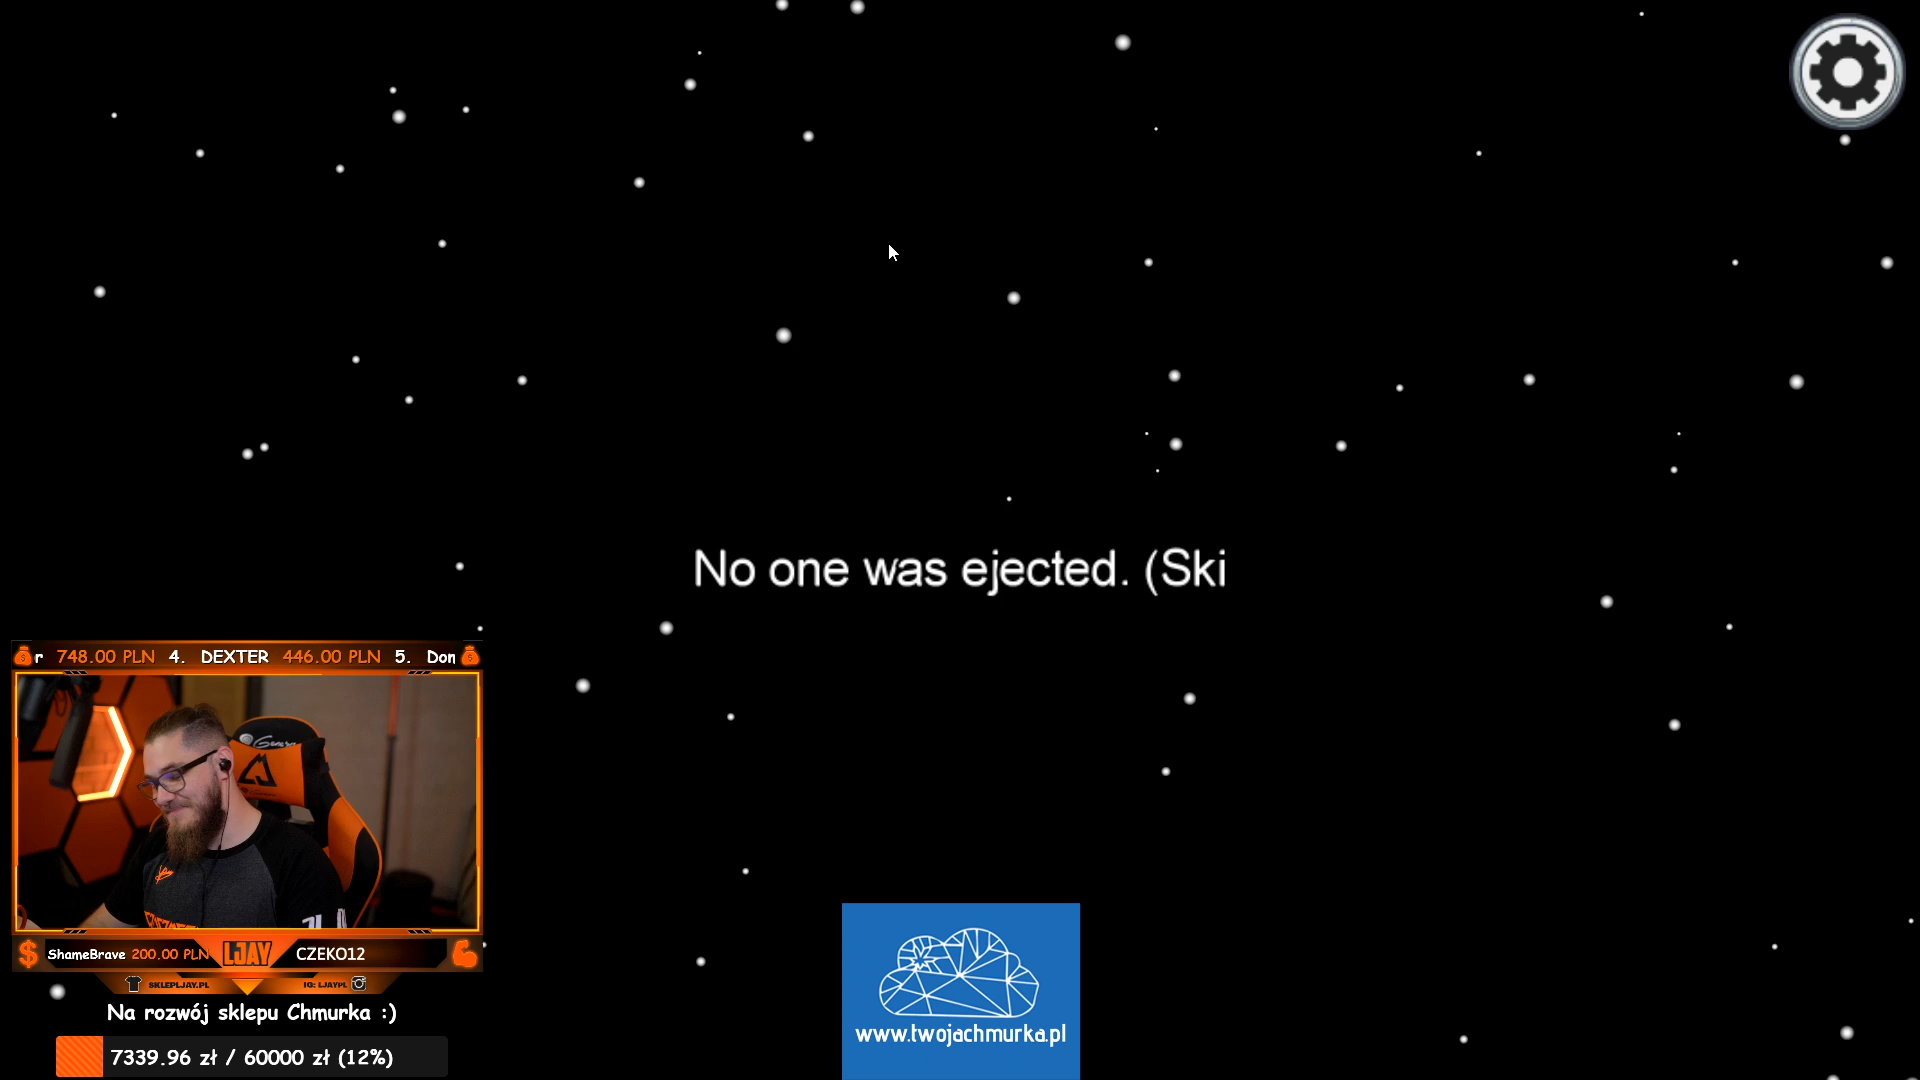 No one was ejected. (Ski
r 748.00 PLN 4. DEXTER 446.00 PLN 5. Don
ShameBrave 200.00 PLN
LJAY
CZEKO12
SKLEPLJAY.PL
IG: LJAYPL
Na rozwój sklepu Chmurka :)
7339.96 zł / 60000 zł (12%)
www.twojachmurka.pl